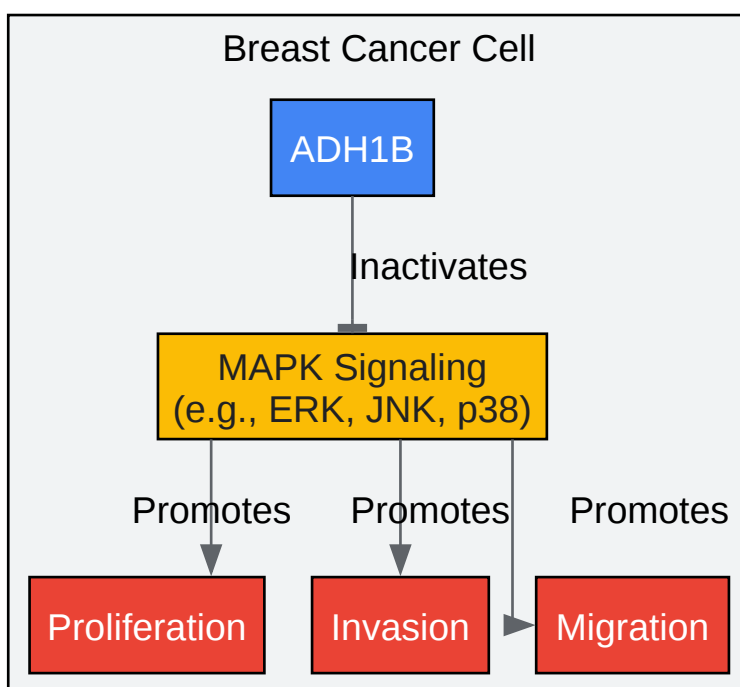 Breast Cancer Cell
ADH1B
Inactivates
MAPK Signaling
(e.g., ERK, JNK, p38)
Promotes
Promotes
Promotes
Proliferation
Invasion
Migration